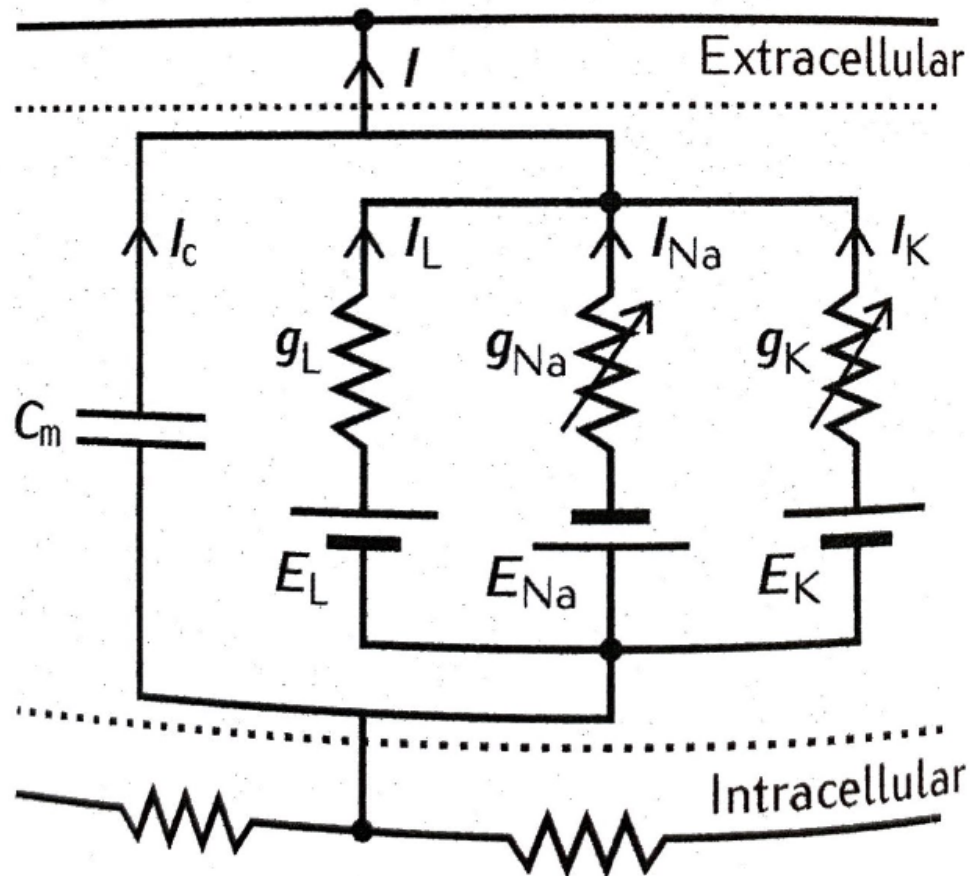 Extracellular
I
I_c
I_L
I_Na
I_K
g_L
g_Na
g_K
C_m
E_L
E_Na
E_K
Intracellular